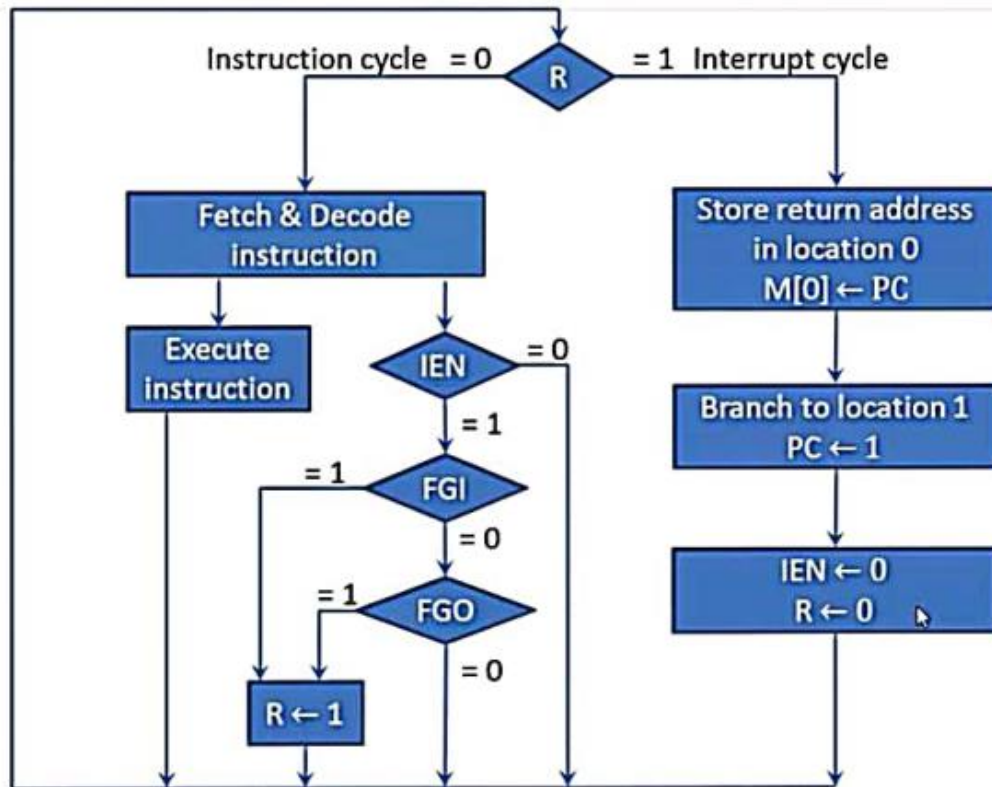 Instruction cycle = 0
R
= 1 Interrupt cycle
Fetch & Decode
instruction
Store return address
in location 0
M[0] ← PC
Execute
instruction
IEN
= 0
= 1
Branch to location 1
PC ← 1
FGI
= 1
= 0
FGO
= 1
= 0
IEN ← 0
R ← 0
R ← 1